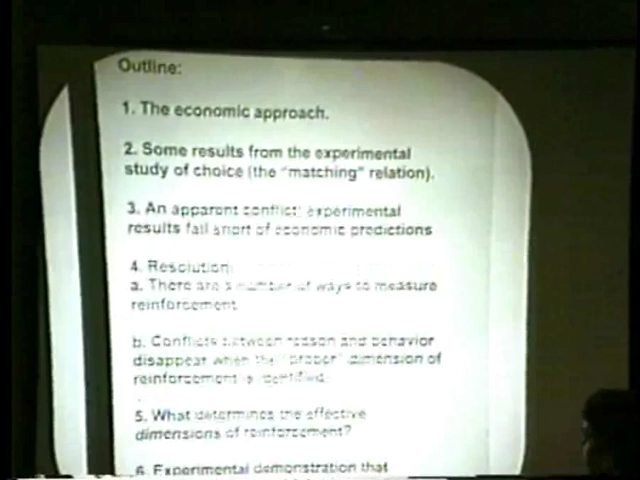 Outline:
1. The economic approach.
2. Some results from the experimental
study of choice (the "matching" relation).
3. An apparent conflict: experimental
results fall short of economic predictions
4. Resolution:
a. There are a number of ways to measure
reinforcement.
b. Conflicts between reason and behavior
disappear when the "proper" dimension of
reinforcement is identified.
5. What determines the effective
dimensions of reinforcement?
6. Experimental demonstration that